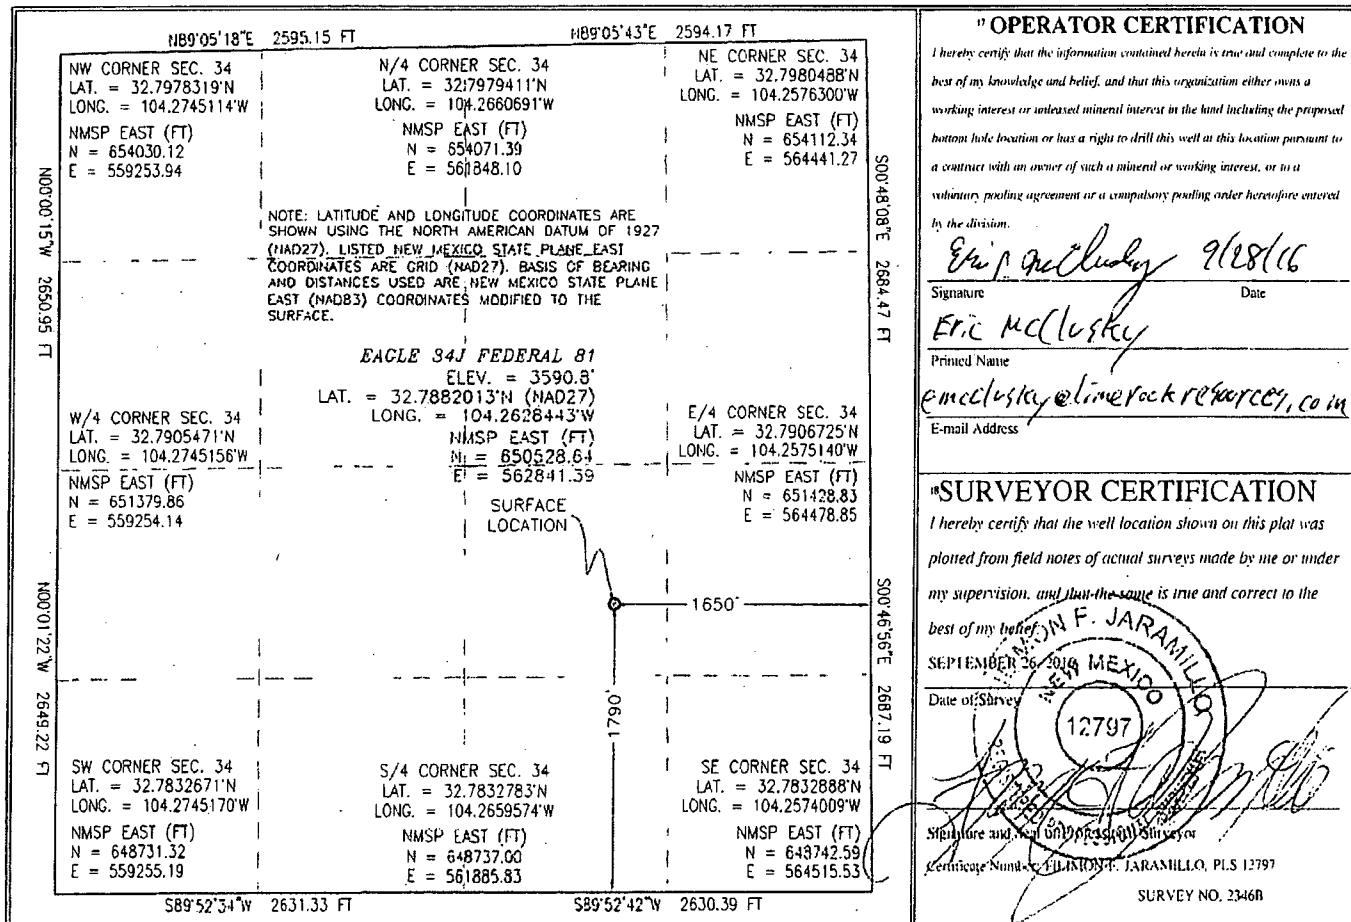 N89°05'18"E 2595.15 FT
N89°05'43"E 2594.17 FT
NW CORNER SEC. 34
LAT. = 32.7978319'N
LONG. = 104.2745114'W
NMSP EAST (FT)
N = 654030.12
E = 559253.94
N/4 CORNER SEC. 34
LAT. = 32.7979411'N
LONG. = 104.2660691'W
NMSP EAST (FT)
N = 654071.39
E = 561848.10
NE CORNER SEC. 34
LAT. = 32.7980488'N
LONG. = 104.2576300'W
NMSP EAST (FT)
N = 654112.34
E = 564441.27
N00°00'15"W 2650.95 FT
S00°48'08"E 2684.47 FT
NOTE: LATITUDE AND LONGITUDE COORDINATES ARE
SHOWN USING THE NORTH AMERICAN DATUM OF 1927
(NAD27). LISTED NEW MEXICO STATE PLANE EAST
COORDINATES ARE GRID (NAD27). BASIS OF BEARING
AND DISTANCES USED ARE NEW MEXICO STATE PLANE
EAST (NAD83) COORDINATES MODIFIED TO THE
SURFACE.
EAGLE 34J FEDERAL 81
ELEV. = 3590.8'
LAT. = 32.7882013'N (NAD27)
LONG. = 104.2628443'W
NMSP EAST (FT)
N = 650528.64
E = 562841.39
W/4 CORNER SEC. 34
LAT. = 32.7905471'N
LONG. = 104.2745156'W
NMSP EAST (FT)
N = 651379.86
E = 559254.14
E/4 CORNER SEC. 34
LAT. = 32.7906725'N
LONG. = 104.2575140'W
NMSP EAST (FT)
N = 651428.83
E = 564478.85
SURFACE
LOCATION
1650'
1790'
N00°01'22"W 2649.22 FT
S00°46'56"E 2687.19 FT
SW CORNER SEC. 34
LAT. = 32.7832671'N
LONG. = 104.2745170'W
NMSP EAST (FT)
N = 648731.32
E = 559255.19
S/4 CORNER SEC. 34
LAT. = 32.7832783'N
LONG. = 104.2659574'W
NMSP EAST (FT)
N = 648737.00
E = 561885.83
SE CORNER SEC. 34
LAT. = 32.7832888'N
LONG. = 104.2574009'W
NMSP EAST (FT)
N = 648742.59
E = 564515.53
S89°52'34"W 2631.33 FT
S89°52'42"W 2630.39 FT
17 OPERATOR CERTIFICATION
I hereby certify that the information contained herein is true and complete to the
best of my knowledge and belief, and that this organization either owns a
working interest or unleased mineral interest in the land including the proposed
bottom hole location or has a right to drill this well at this location pursuant to
a contract with an owner of such a mineral or working interest, or to a
voluntary pooling agreement or a compulsory pooling order heretofore entered
by the division.
Eric McClusky 9/28/16
Signature Date
Eric McClusky
Printed Name
emcclusky@limerockresources.com
E-mail Address
18 SURVEYOR CERTIFICATION
I hereby certify that the well location shown on this plat was
plotted from field notes of actual surveys made by me or under
my supervision, and that the same is true and correct to the
best of my belief.
SEPTEMBER 26, 2016
Date of Survey
FILIMON F. JARAMILLO
NEW MEXICO
12797
Signature and Seal of Professional Surveyor
Certificate Number: FILIMON F. JARAMILLO, PLS 12797
SURVEY NO. 2346B